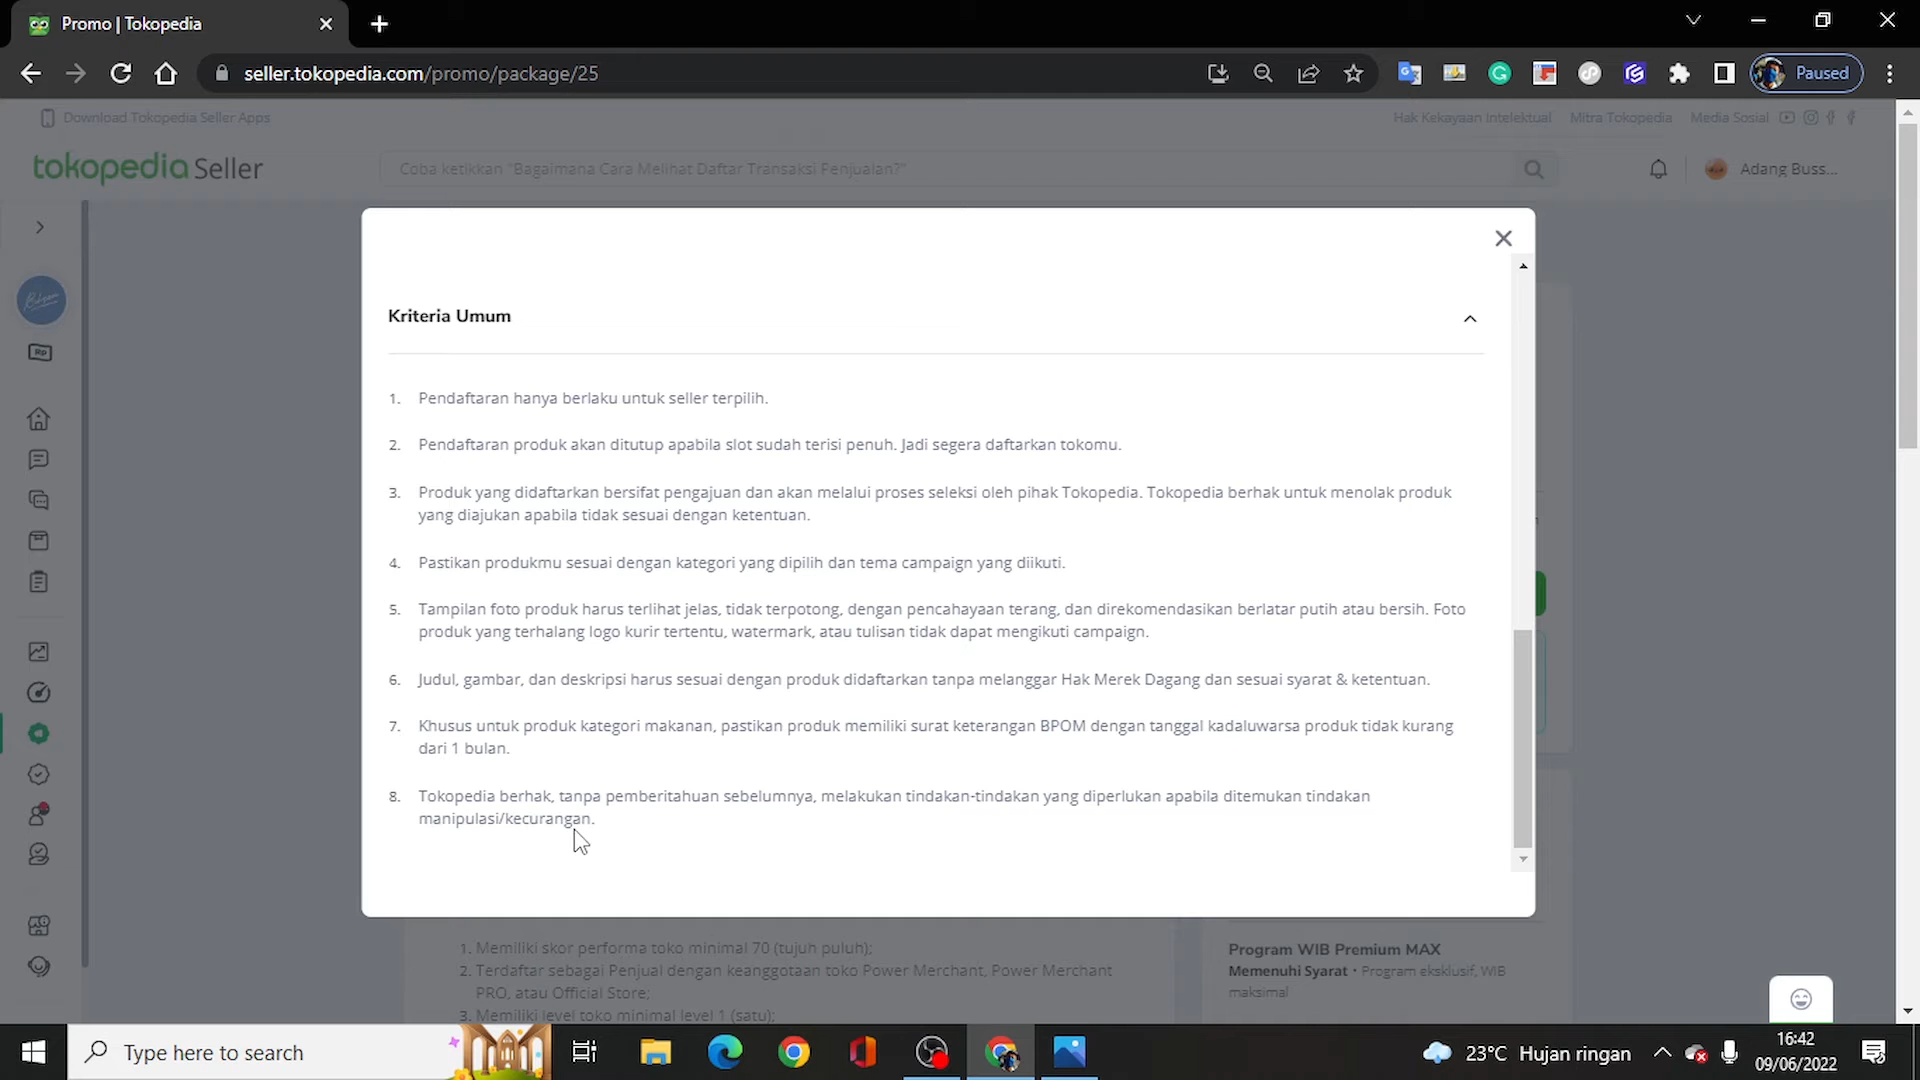 Promo | Tokopedia
seller.tokopedia.com/promo/package/25
Paused
Download Tokopedia Seller Apps
Hak Kekayaan Intelektual Mitra Tokopedia Media Sosial
tokopedia Seller
Coba ketikkan "Bagaimana Cara Melihat Daftar Transaksi Penjualan?"
Adang Buss...
Rp
Kriteria Umum
1. Pendaftaran hanya berlaku untuk seller terpilih.
2. Pendaftaran produk akan ditutup apabila slot sudah terisi penuh. Jadi segera daftarkan tokomu.
3. Produk yang didaftarkan bersifat pengajuan dan akan melalui proses seleksi oleh pihak Tokopedia. Tokopedia berhak untuk menolak produk
yang diajukan apabila tidak sesuai dengan ketentuan.
4. Pastikan produkmu sesuai dengan kategori yang dipilih dan tema campaign yang diikuti.
5. Tampilan foto produk harus terlihat jelas, tidak terpotong, dengan pencahayaan terang, dan direkomendasikan berlatar putih atau bersih. Foto
produk yang terhalang logo kurir tertentu, watermark, atau tulisan tidak dapat mengikuti campaign.
6. Judul, gambar, dan deskripsi harus sesuai dengan produk didaftarkan tanpa melanggar Hak Merek Dagang dan sesuai syarat & ketentuan.
7. Khusus untuk produk kategori makanan, pastikan produk memiliki surat keterangan BPOM dengan tanggal kadaluwarsa produk tidak kurang
dari 1 bulan.
8. Tokopedia berhak, tanpa pemberitahuan sebelumnya, melakukan tindakan-tindakan yang diperlukan apabila ditemukan tindakan
manipulasi/kecurangan.
1. Memiliki skor performa toko minimal 70 (tujuh puluh);
2. Terdaftar sebagai Penjual dengan keanggotaan toko Power Merchant, Power Merchant
PRO, atau Official Store;
3. Memiliki level toko minimal level 1 (satu);
Program WIB Premium MAX
Memenuhi Syarat • Program eksklusif, WIB
maksimal
Type here to search
23°C Hujan ringan
16:42
09/06/2022